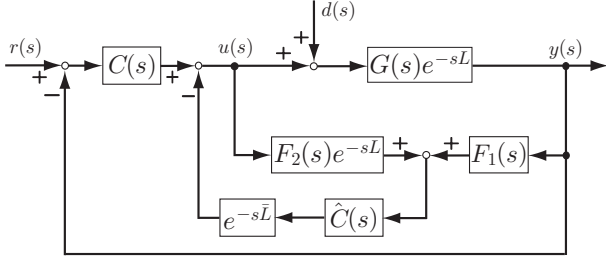 d(s)
r(s) C(s) u(s) G(s)e^{-sL} y(s)
+ + + +
− −
F_2(s)e^{-sL} + + F_1(s)
e^{-s\bar{L}} \hat{C}(s)